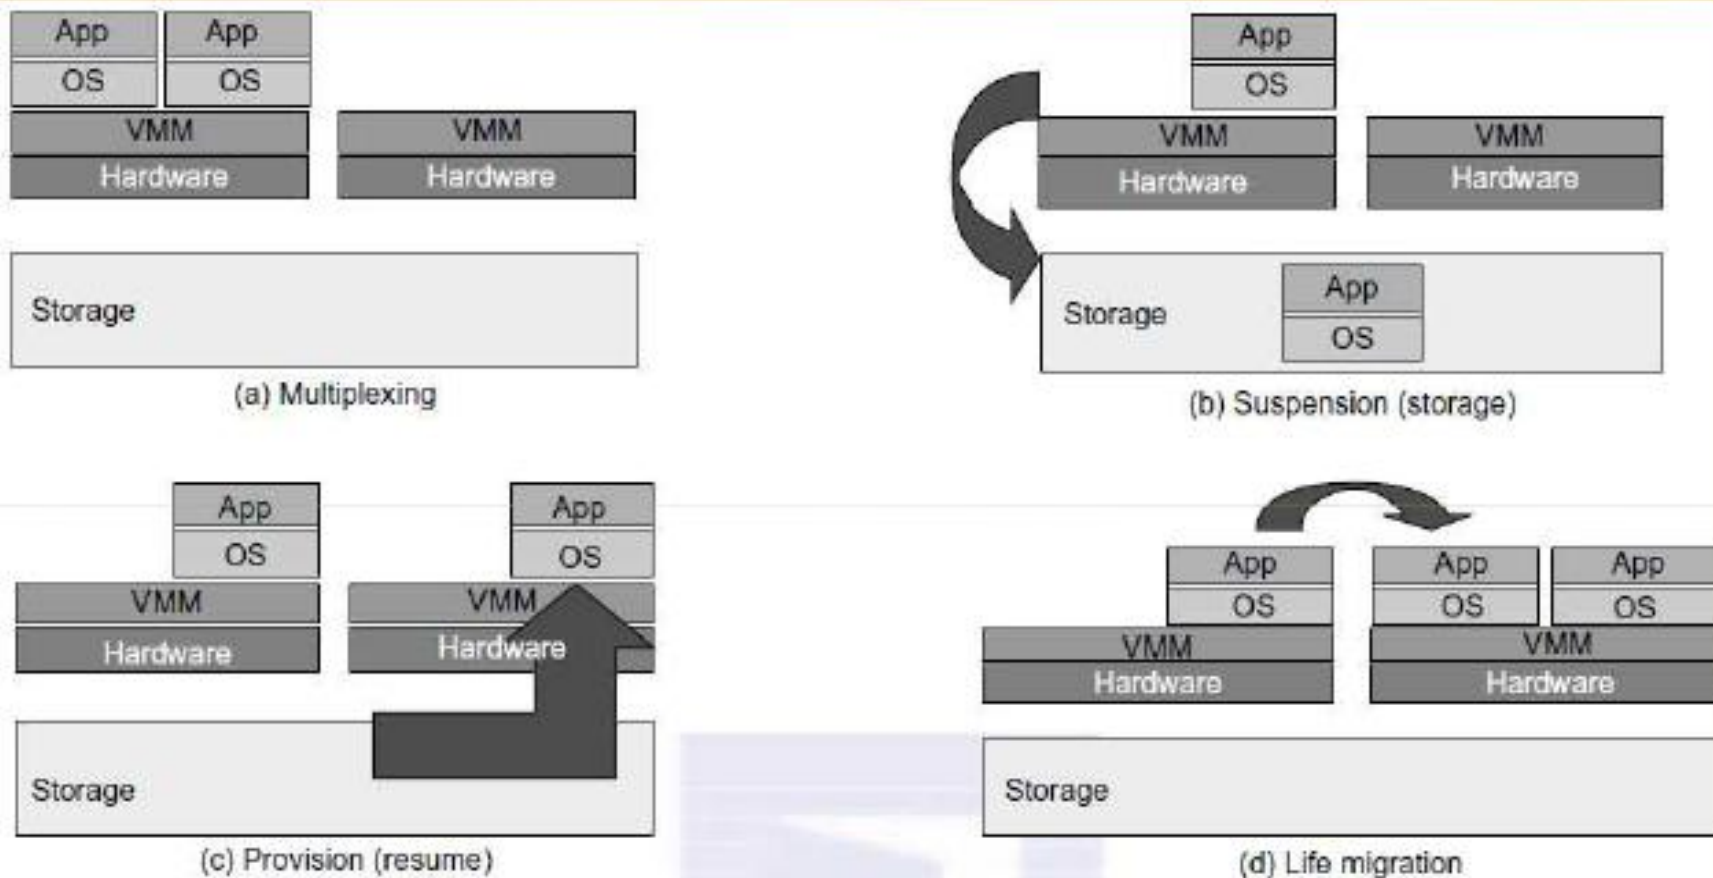 App App
OS OS
VMM VMM
Hardware Hardware
Storage
(a) Multiplexing
App
OS
VMM VMM
Hardware Hardware
App
Storage
OS
(b) Suspension (storage)
App App
OS OS
VMM VMM
Hardware Hardware
Storage
(c) Provision (resume)
App App App
OS OS OS
VMM VMM
Hardware Hardware
Storage
(d) Life migration